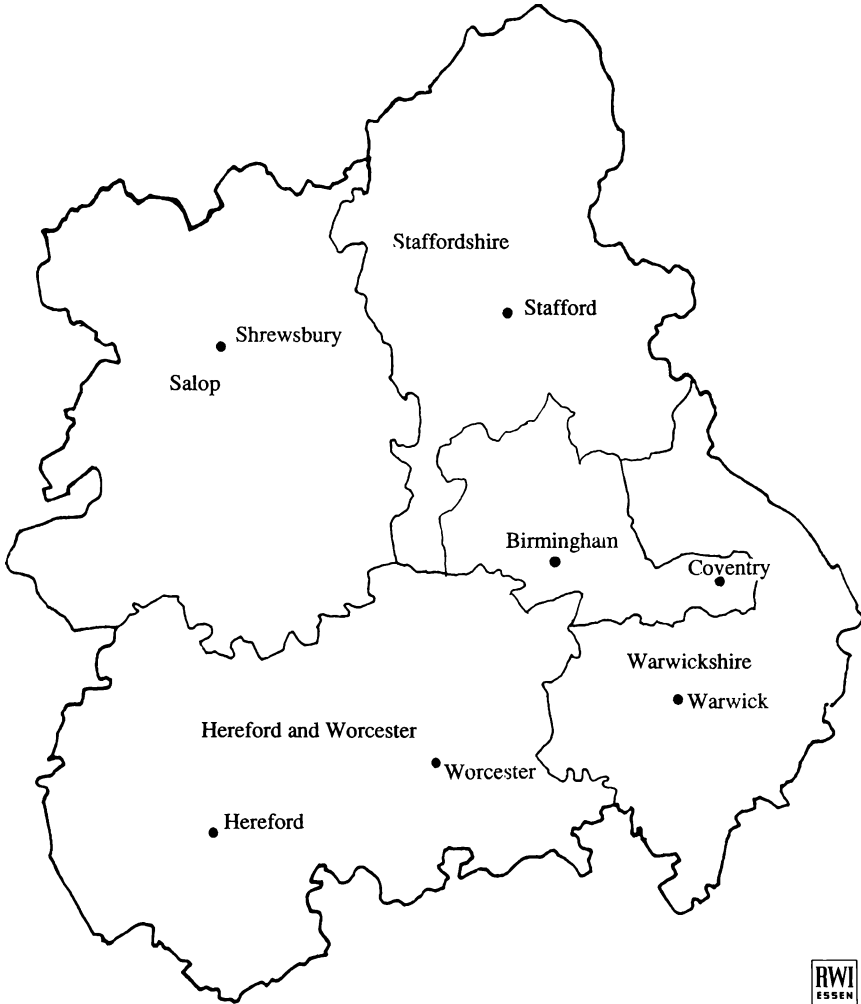 Staffordshire
Stafford
Shrewsbury
Salop
Birmingham
Coventry
Warwickshire
Warwick
Hereford and Worcester
Worcester
Hereford
RWI
ESSEN